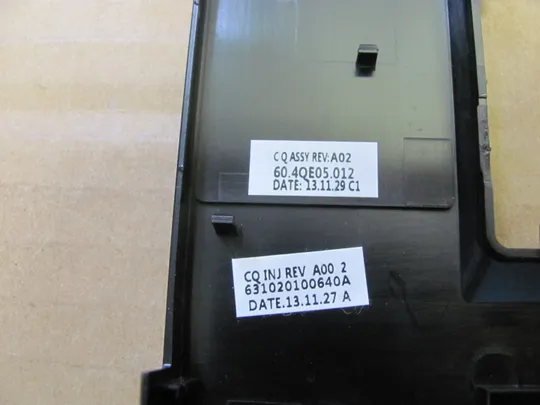 C Q ASSY REV: A02
60.4QE05.012
DATE: 13.11.29 C1
CQ INJ REV A00 2
631020100640A
DATE.13.11.27 A